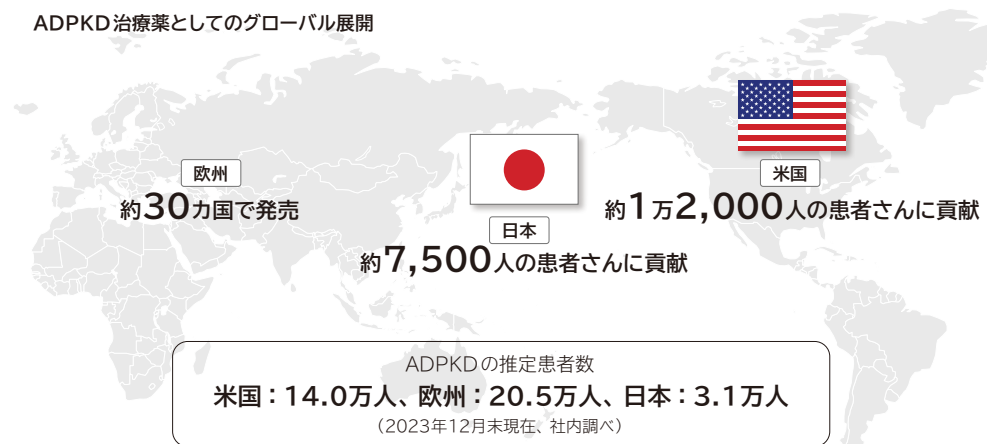 ADPKD治療薬としてのグローバル展開
欧州
約30カ国で発売
日本
約7,500人の患者さんに貢献
米国
約1万2,000人の患者さんに貢献
ADPKDの推定患者数
米国：14.0万人、欧州：20.5万人、日本：3.1万人
（2023年12月末現在、社内調べ）